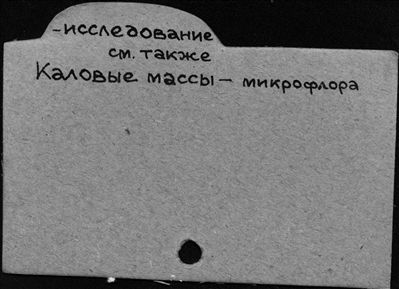 -исследование
см. также
Каловые массы - микрофлора